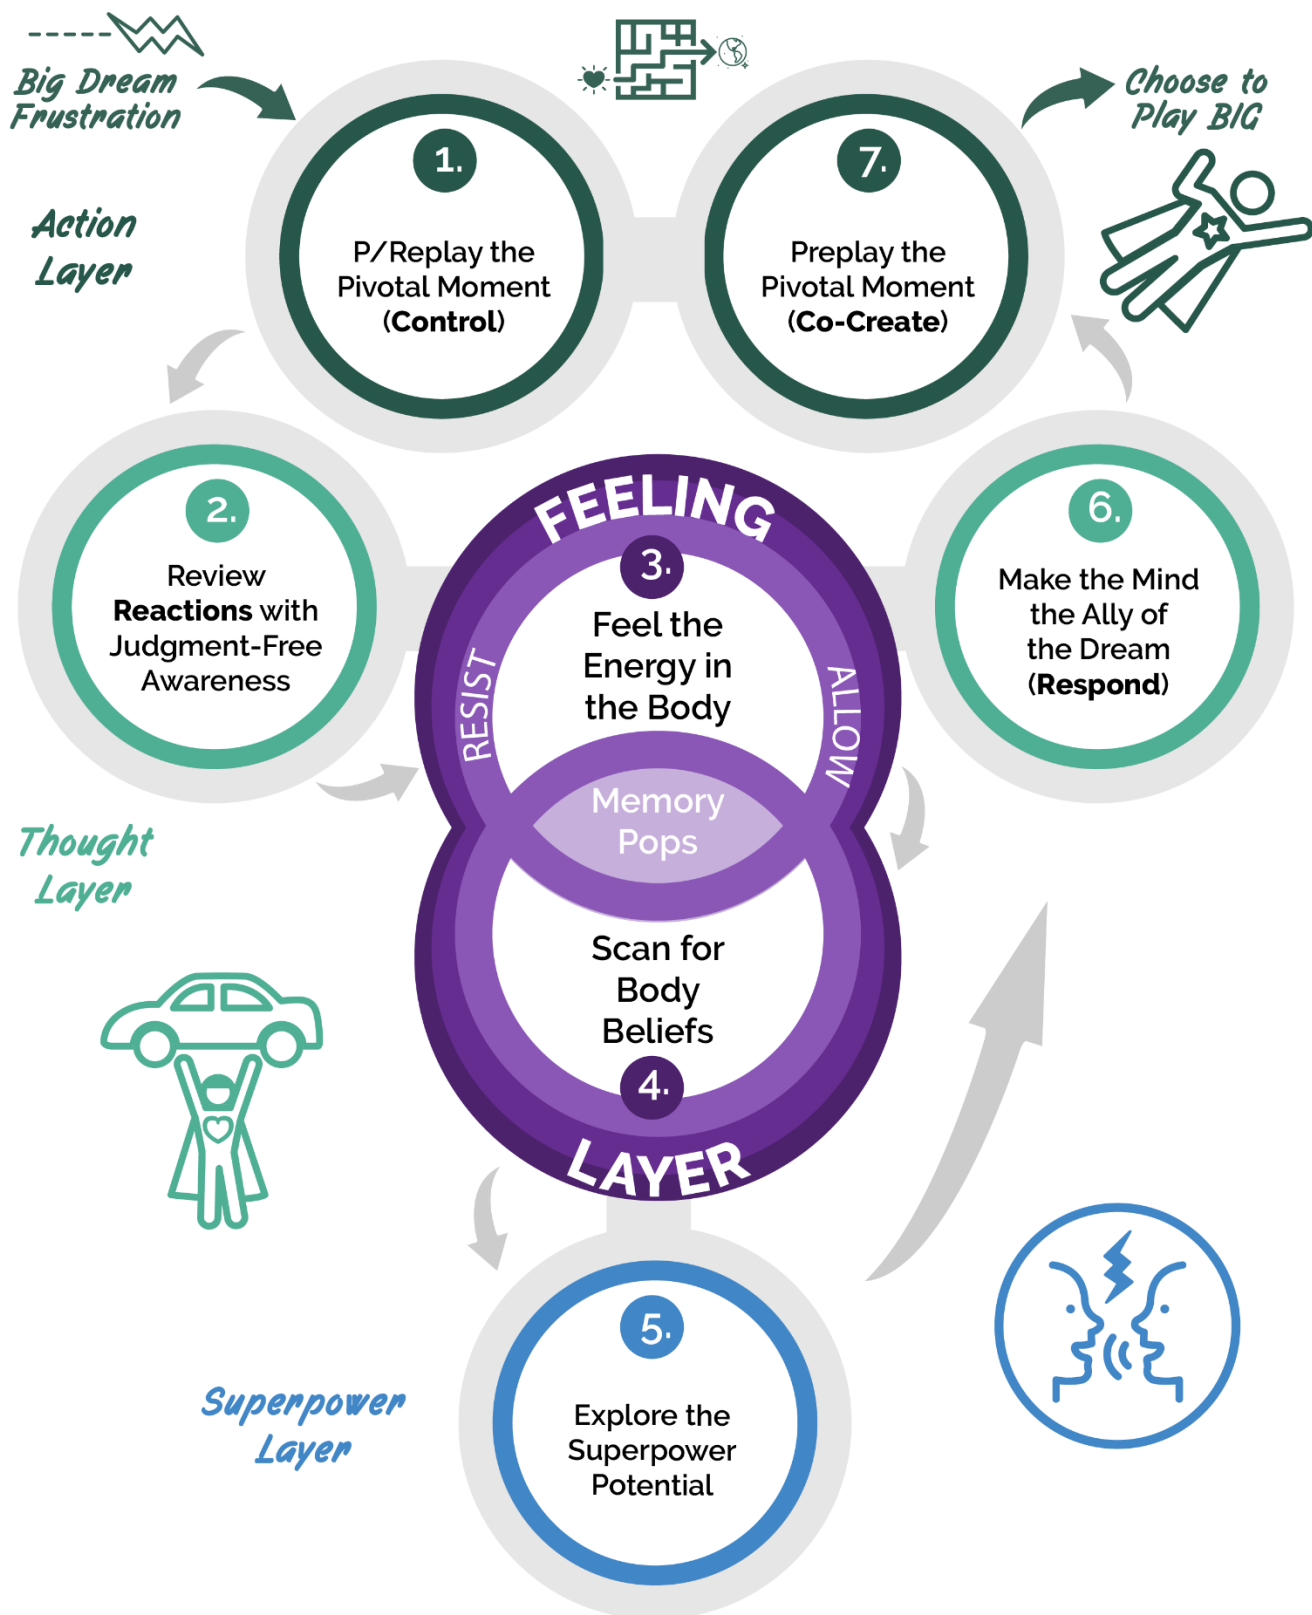 Big Dream
Frustration
Choose to
Play BIG
Action
Layer
1.
P/Replay the
Pivotal Moment
(Control)
7.
Preplay the
Pivotal Moment
(Co-Create)
2.
Review
Reactions with
Judgment-Free
Awareness
6.
Make the Mind
the Ally of
the Dream
(Respond)
FEELING
3.
Feel the
Energy in
the Body
RESIST
ALLOW
Memory
Pops
Scan for
Body
Beliefs
4.
LAYER
Thought
Layer
5.
Explore the
Superpower
Potential
Superpower
Layer